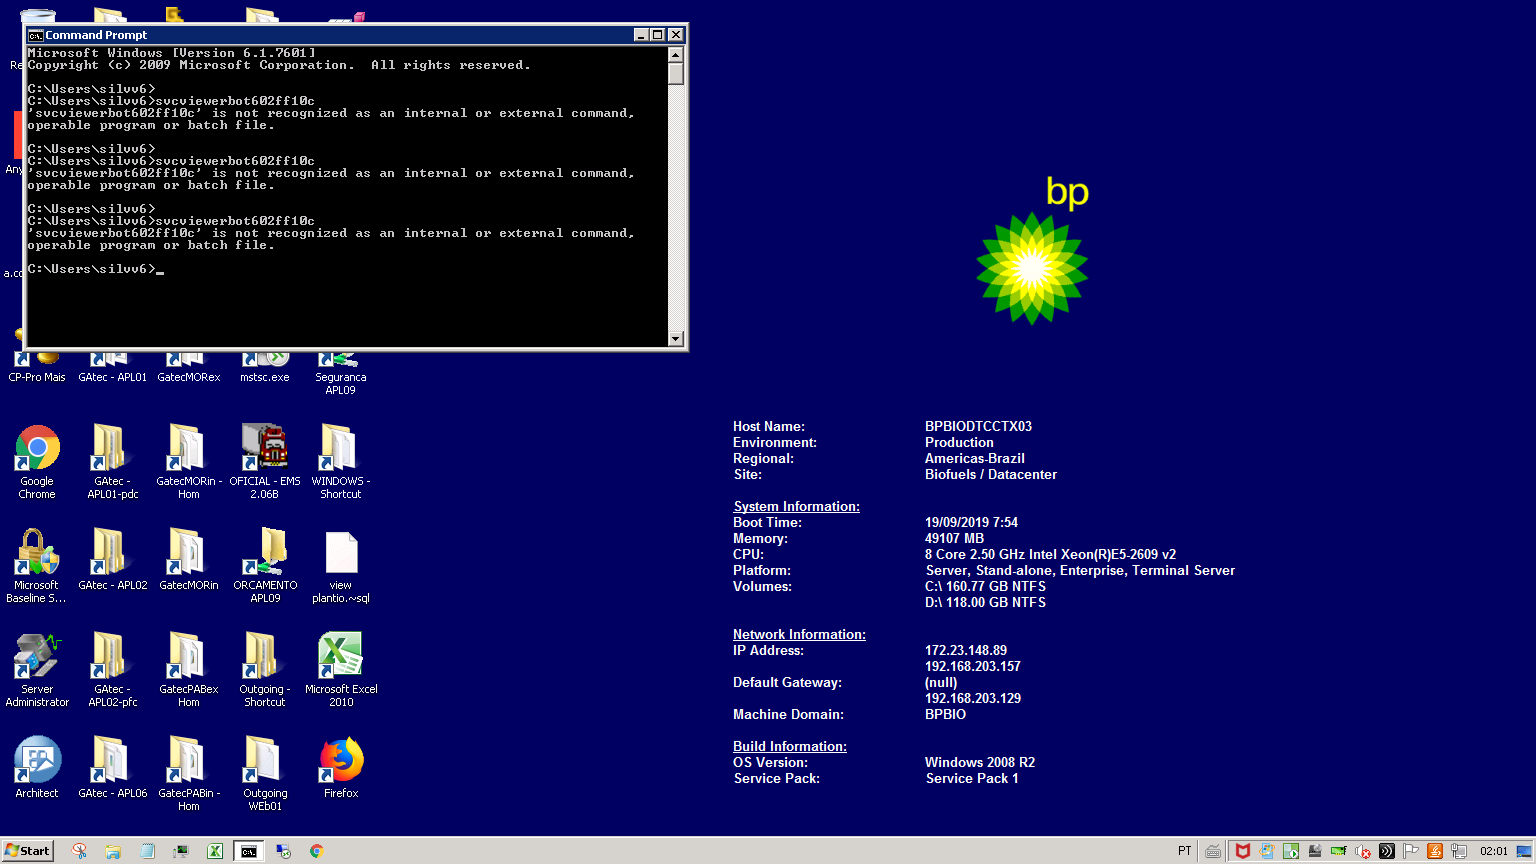 Command Prompt
Microsoft Windows [Version 6.1.7601]
Copyright (c) 2009 Microsoft Corporation.  All rights reserved.
C:\Users\silvv6>
C:\Users\silvv6>svcviewerbot602ff10c
'svcviewerbot602ff10c' is not recognized as an internal or external command,
operable program or batch file.
C:\Users\silvv6>
C:\Users\silvv6>svcviewerbot602ff10c
'svcviewerbot602ff10c' is not recognized as an internal or external command,
operable program or batch file.
C:\Users\silvv6>
C:\Users\silvv6>svcviewerbot602ff10c
'svcviewerbot602ff10c' is not recognized as an internal or external command,
operable program or batch file.
C:\Users\silvv6>_
bp
CP-Pro Mais
GAtec - APL01
GatecMORex
mstsc.exe
Seguranca
APL09
Google
Chrome
GAtec -
APL01-pdc
GatecMORin -
Hom
OFICIAL - EMS
2.06B
WINDOWS -
Shortcut
Microsoft
Baseline S...
GAtec - APL02
GatecMORin
ORCAMENTO
APL09
view
plantio.~sql
Server
Administrator
GAtec -
APL02-pfc
GatecPABex
Hom
Outgoing -
Shortcut
Microsoft Excel
2010
Architect
GAtec - APL06
GatecPABin -
Hom
Outgoing
WEb01
Firefox
Host Name: BPBIODTCCTX03
Environment: Production
Regional: Americas-Brazil
Site: Biofuels / Datacenter
System Information:
Boot Time: 19/09/2019 7:54
Memory: 49107 MB
CPU: 8 Core 2.50 GHz Intel Xeon(R)E5-2609 v2
Platform: Server, Stand-alone, Enterprise, Terminal Server
Volumes: C:\ 160.77 GB NTFS
D:\ 118.00 GB NTFS
Network Information:
IP Address: 172.23.148.89
192.168.203.157
Default Gateway: (null)
192.168.203.129
Machine Domain: BPBIO
Build Information:
OS Version: Windows 2008 R2
Service Pack: Service Pack 1
Start
PT
02:01